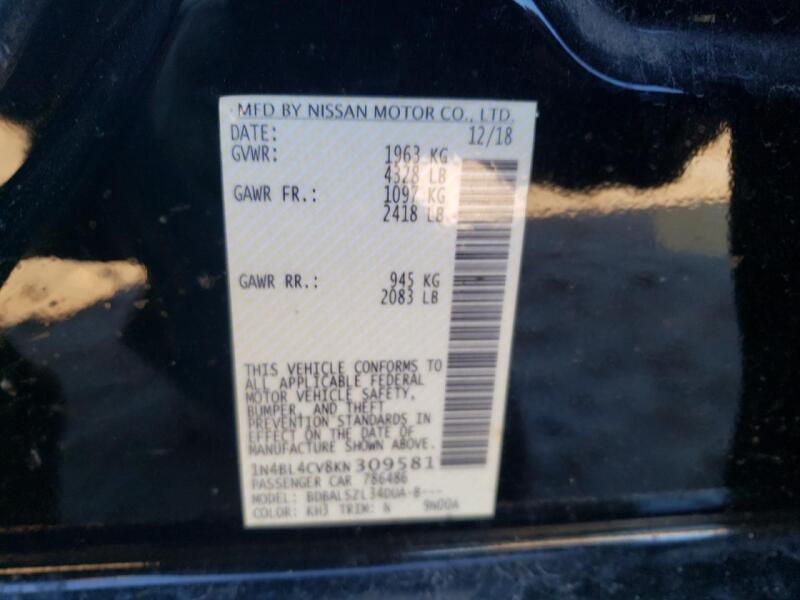 MFD BY NISSAN MOTOR CO., LTD.
DATE: 12/18
GVWR: 1963 KG
4328 LB
GAWR FR.: 1097 KG
2418 LB
GAWR RR.: 945 KG
2083 LB
THIS VEHICLE CONFORMS TO
ALL APPLICABLE FEDERAL
MOTOR VEHICLE SAFETY,
BUMPER, AND THEFT
PREVENTION STANDARDS IN
EFFECT ON THE DATE OF
MANUFACTURE SHOWN ABOVE.
1N4BL4CV8KN309581
PASSENGER CAR 786486
MODEL: BDBALSZL34DUA-B---
COLOR: KH3 TRIM: N 9N00A